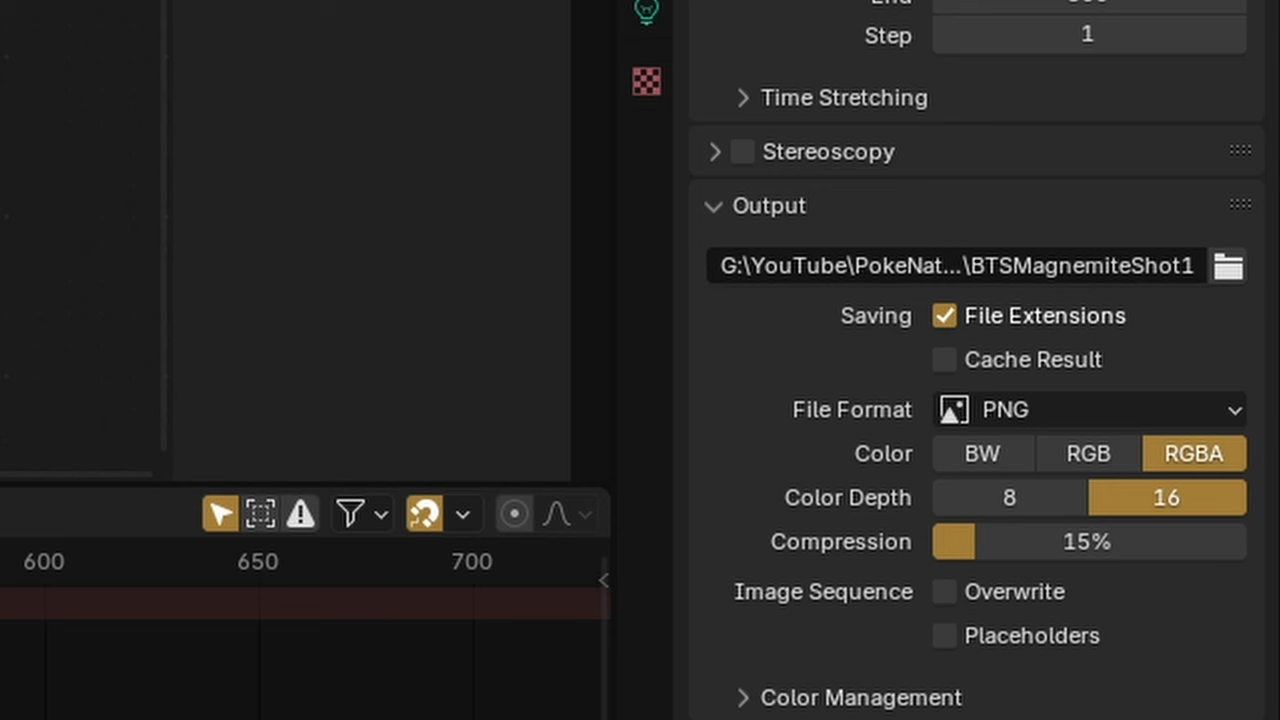 Step 1
Time Stretching
Stereoscopy
Output
G:\YouTube\PokeNat...\BTSMagnemiteShot1
Saving File Extensions
Cache Result
File Format PNG
Color BW RGB RGBA
Color Depth 8 16
Compression 15%
600 650 700
Image Sequence Overwrite
Placeholders
Color Management